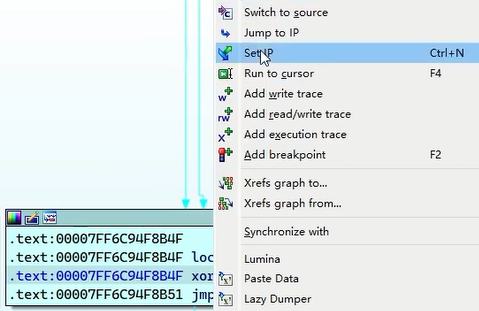 Switch to source
Jump to IP
Set IP Ctrl+N
Run to cursor F4
Add write trace
Add read/write trace
Add execution trace
Add breakpoint F2
Xrefs graph to...
Xrefs graph from...
Synchronize with
Lumina
Paste Data
Lazy Dumper
.text:00007FF6C94F8B4F
.text:00007FF6C94F8B4F loc
.text:00007FF6C94F8B4F xor
.text:00007FF6C94F8B51 jmp